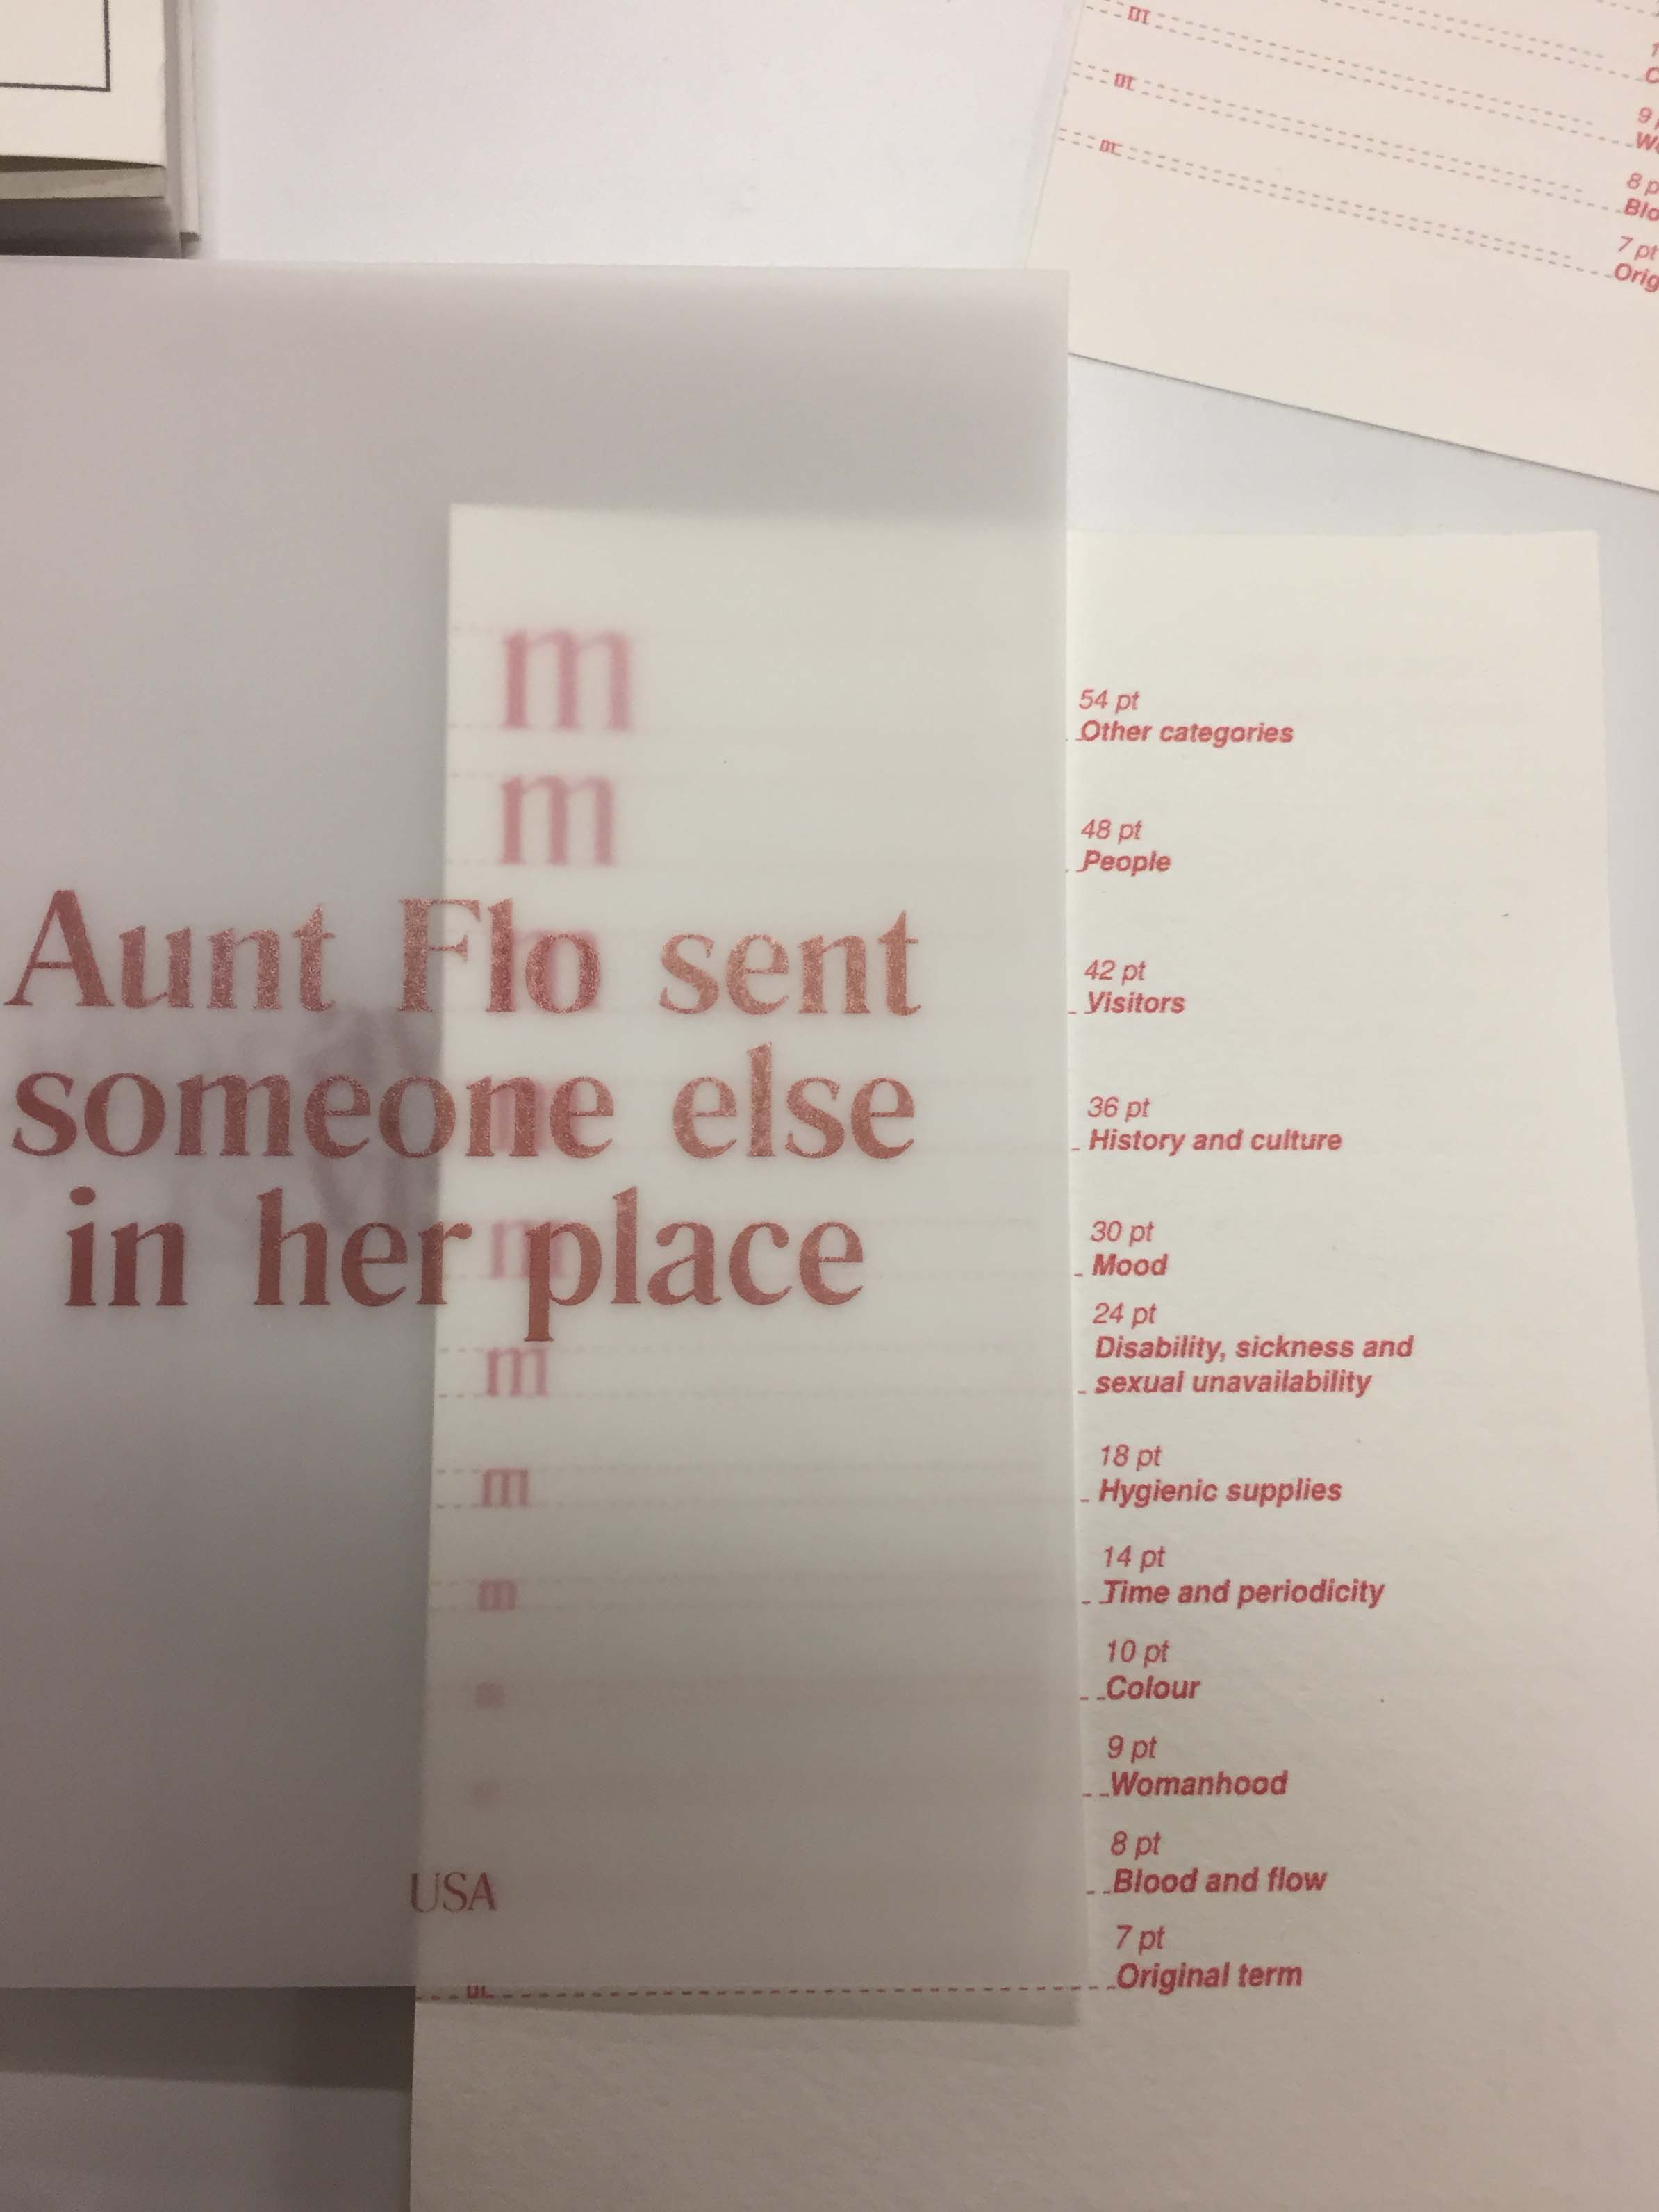 9
8 p
Blo
7 pt
Orig
m
54 pt
Other categories
m
48 pt
People
Aunt Flo sent
someone else
in her place
42 pt
Visitors
36 pt
History and culture
m
30 pt
Mood
m
24 pt
Disability, sickness and
sexual unavailability
m
18 pt
Hygienic supplies
m
14 pt
Time and periodicity
10 pt
Colour
9 pt
Womanhood
8 pt
Blood and flow
USA
7 pt
Original term